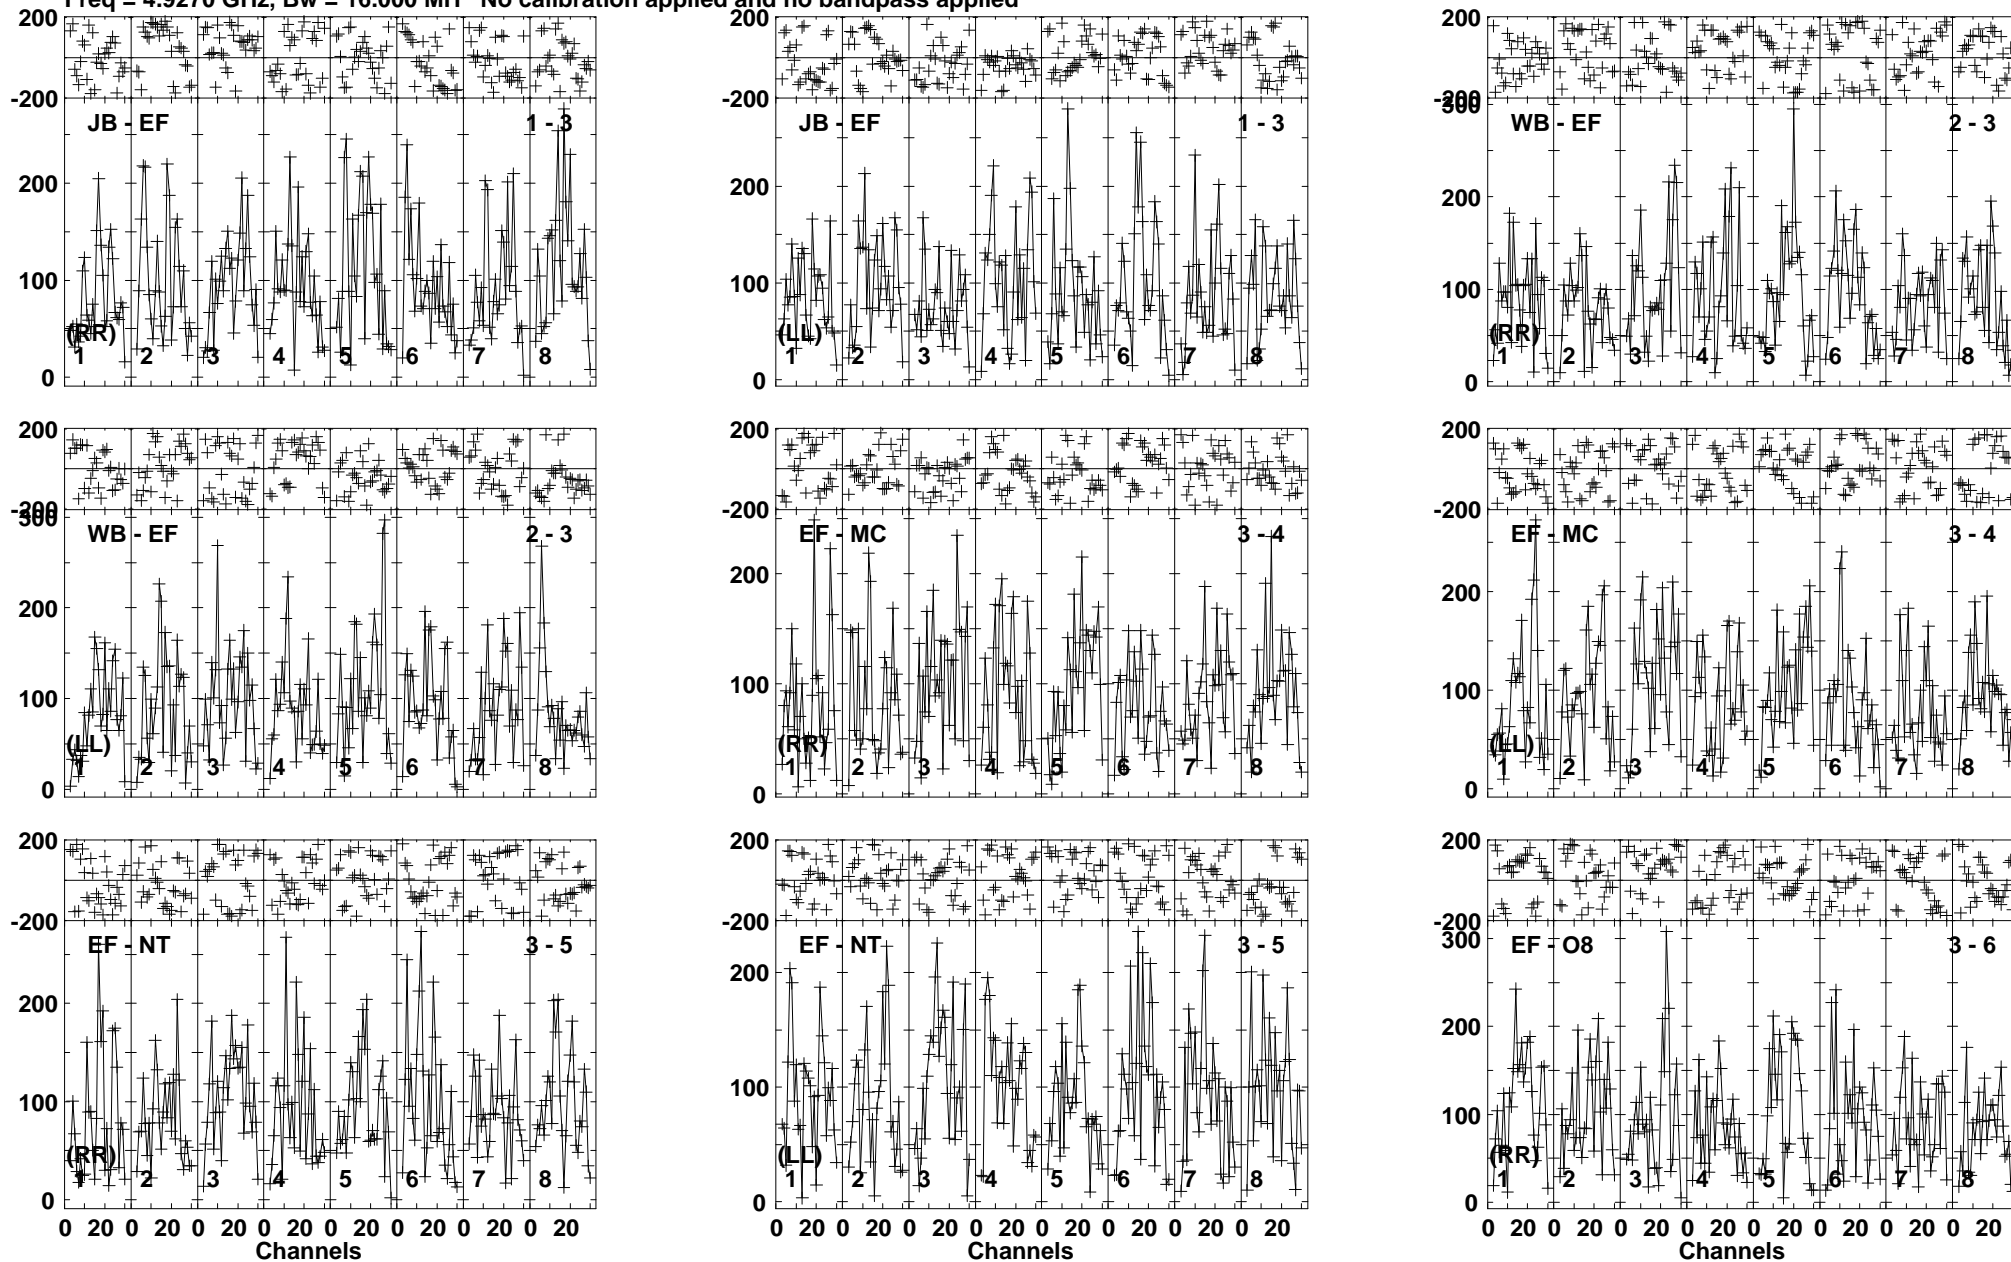 Freq = 4.9270 GHz, Bw = 16.000 MH No calibration applied and no bandpass applied
200 200 200
-200 -200 -200
300
JB - EF 1 - 3 JB - EF 1 - 3 WB - EF 2 - 3
200 200 200
100 100 100
(RR) (LL) (RR)
1 2 3 4 5 6 7 8 1 2 3 4 5 6 7 8 1 2 3 4 5 6 7 8
0 0 0
200 200 200
-200 -200 -200
300
WB - EF 2 - 3 EF - MC 3 - 4 EF - MC 3 - 4
200 200 200
100 100 100
(LL) (RR) (LL)
1 2 3 4 5 6 7 8 1 2 3 4 5 6 7 8 1 2 3 4 5 6 7 8
0 0 0
200 200 200
-200 -200 -200
300
EF - NT 3 - 5 EF - NT 3 - 5 EF - O8 3 - 6
200 200 200
100 100 100
(RR) (LL) (RR)
1 2 3 4 5 6 7 8 1 2 3 4 5 6 7 8 1 2 3 4 5 6 7 8
0 0 0
0 20 0 20 0 20 0 20 0 20 0 20 0 20 0 20 0 20 0 20 0 20 0 20 0 20 0 20 0 20 0 20 0 20 0 20 0 20 0 20 0 20 0 20 0 20 0 20
Channels Channels Channels